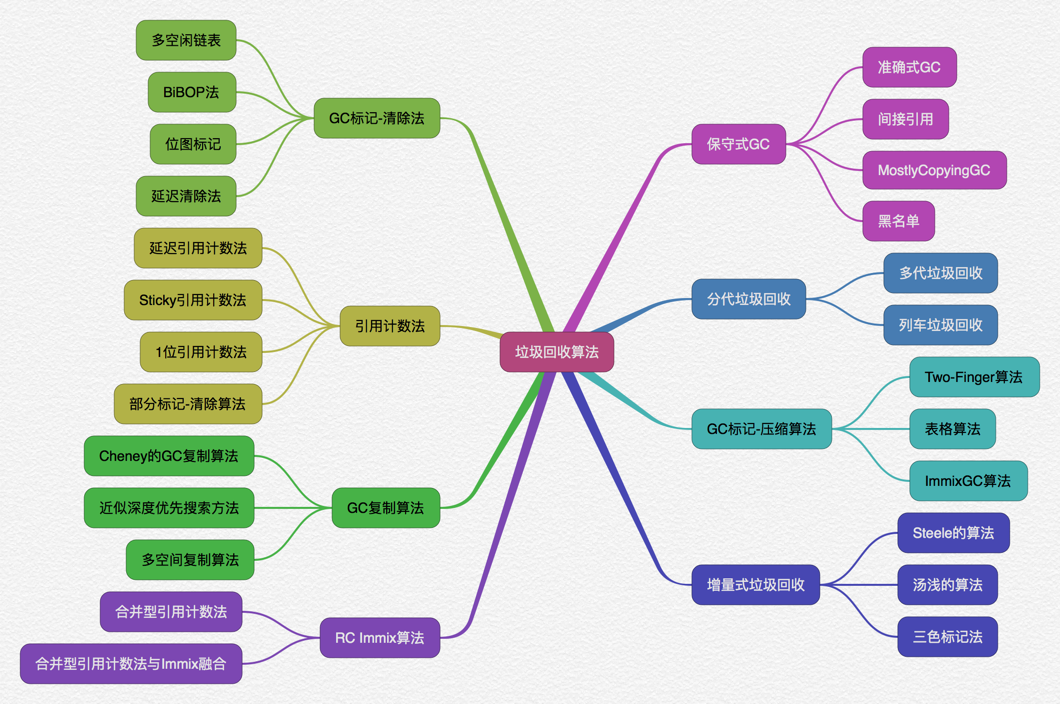 垃圾回收算法
GC标记-清除法
多空闲链表
BiBOP法
位图标记
延迟清除法
引用计数法
延迟引用计数法
Sticky引用计数法
1位引用计数法
部分标记-清除算法
GC复制算法
Cheney的GC复制算法
近似深度优先搜索方法
多空间复制算法
RC Immix算法
合并型引用计数法
合并型引用计数法与Immix融合
保守式GC
准确式GC
间接引用
MostlyCopyingGC
黑名单
分代垃圾回收
多代垃圾回收
列车垃圾回收
GC标记-压缩算法
Two-Finger算法
表格算法
ImmixGC算法
增量式垃圾回收
Steele的算法
汤浅的算法
三色标记法